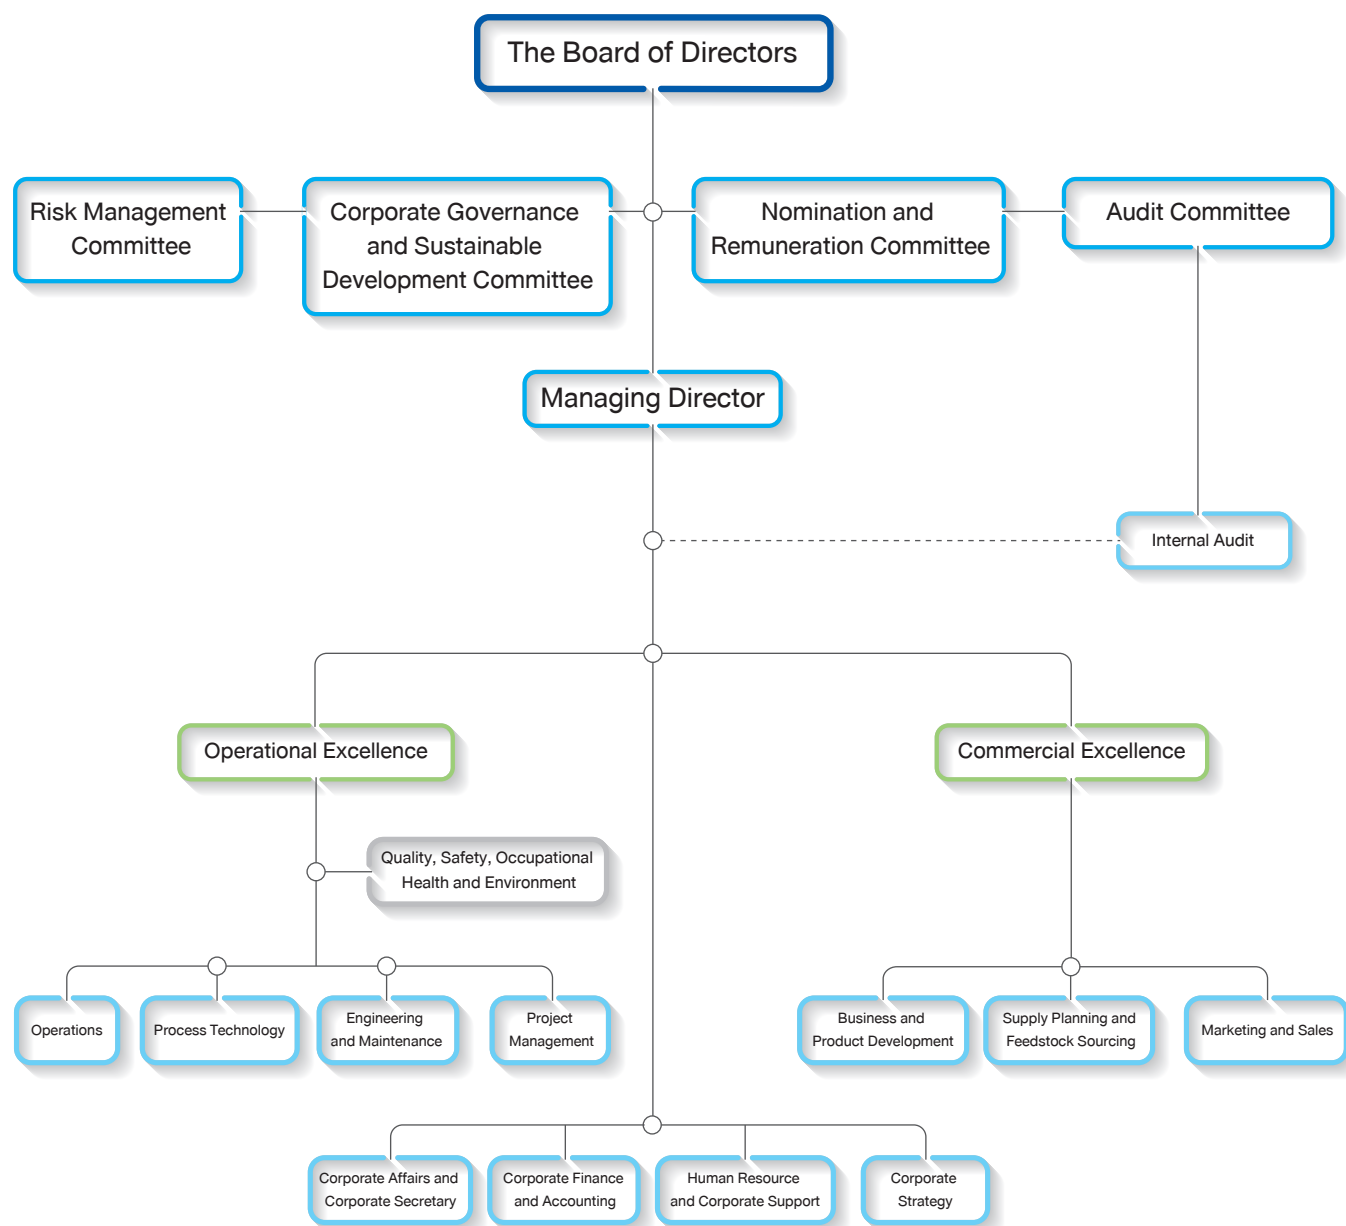 The Board of Directors
Risk Management
Committee
Corporate Governance
and Sustainable
Development Committee
Nomination and
Remuneration Committee
Audit Committee
Managing Director
Internal Audit
Operational Excellence
Commercial Excellence
Quality, Safety, Occupational
Health and Environment
Operations
Process Technology
Engineering
and Maintenance
Project
Management
Business and
Product Development
Supply Planning and
Feedstock Sourcing
Marketing and Sales
Corporate Affairs and
Corporate Secretary
Corporate Finance
and Accounting
Human Resource
and Corporate Support
Corporate
Strategy